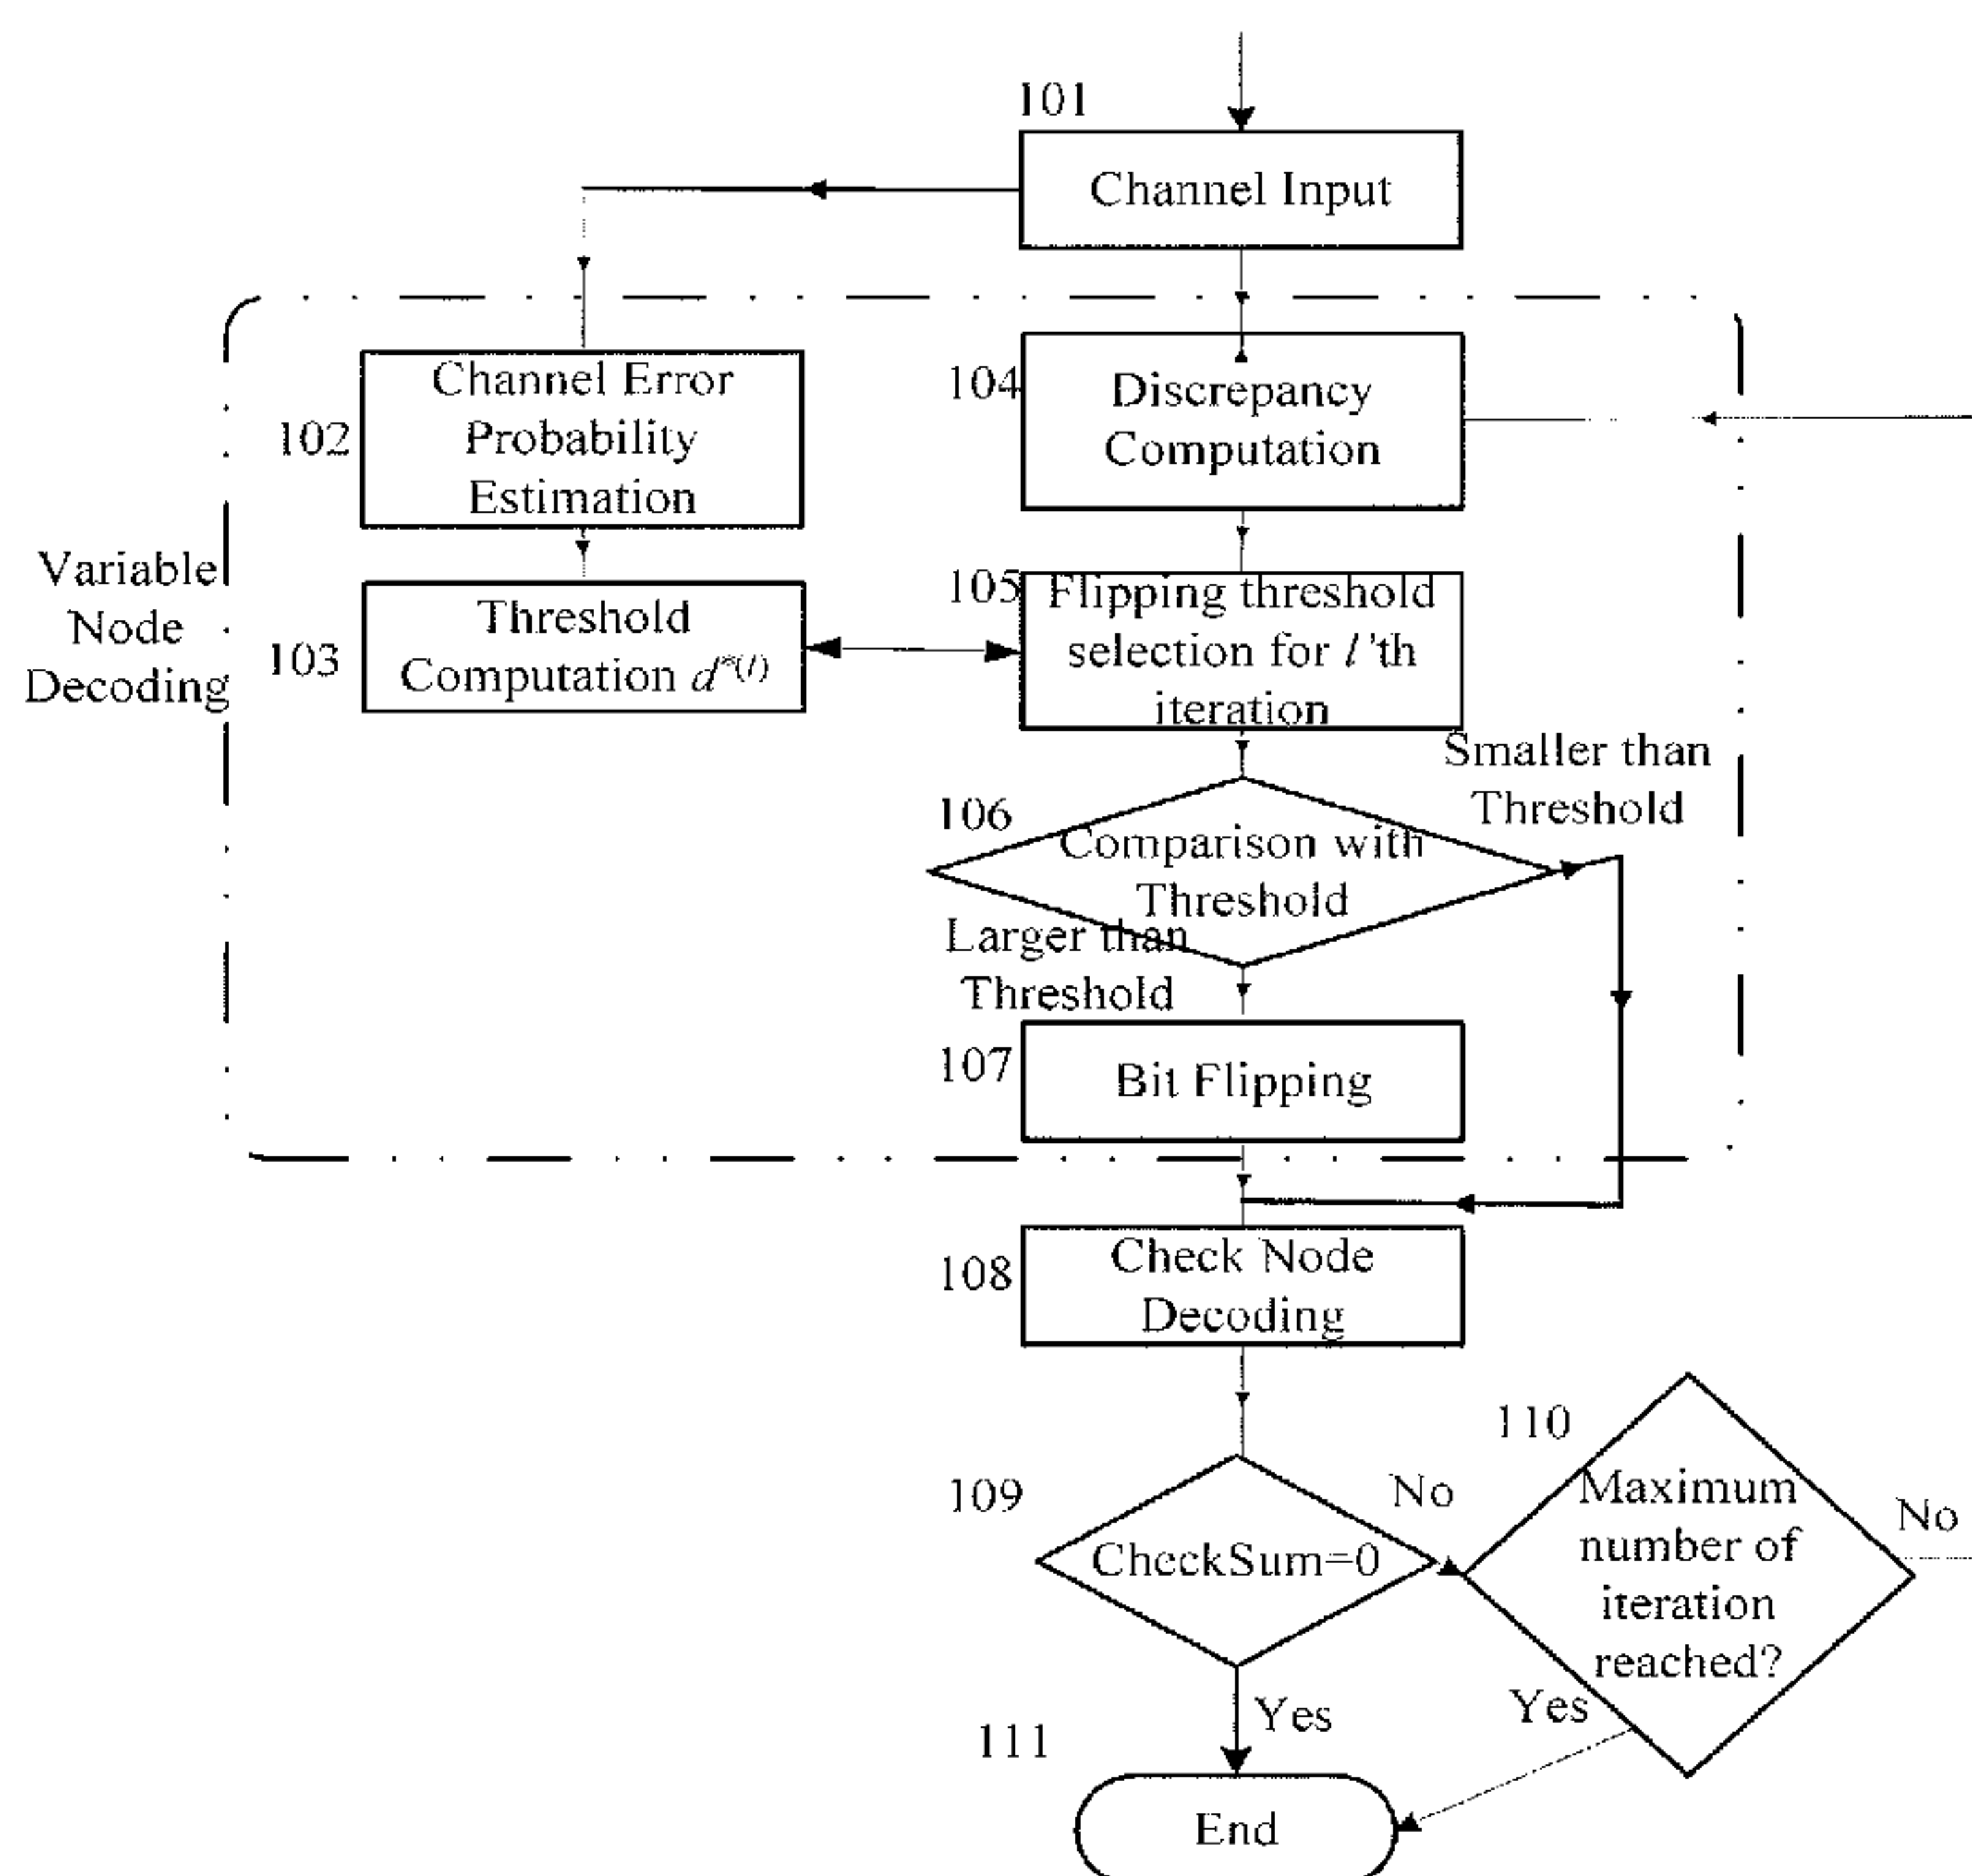 101
Channel Input
Channel Error
Probability
Estimation
102
104
Discrepancy
Computation
Variable
Node
Decoding
103
Threshold
Computation d*(l)
105
Flipping threshold
selection for l'th
iteration
Smaller than
Threshold
106
Comparison with
Threshold
Larger than
Threshold
107
Bit Flipping
108
Check Node
Decoding
109
CheckSum=0
No
110
Maximum
number of
iteration
reached?
No
Yes
Yes
111
End